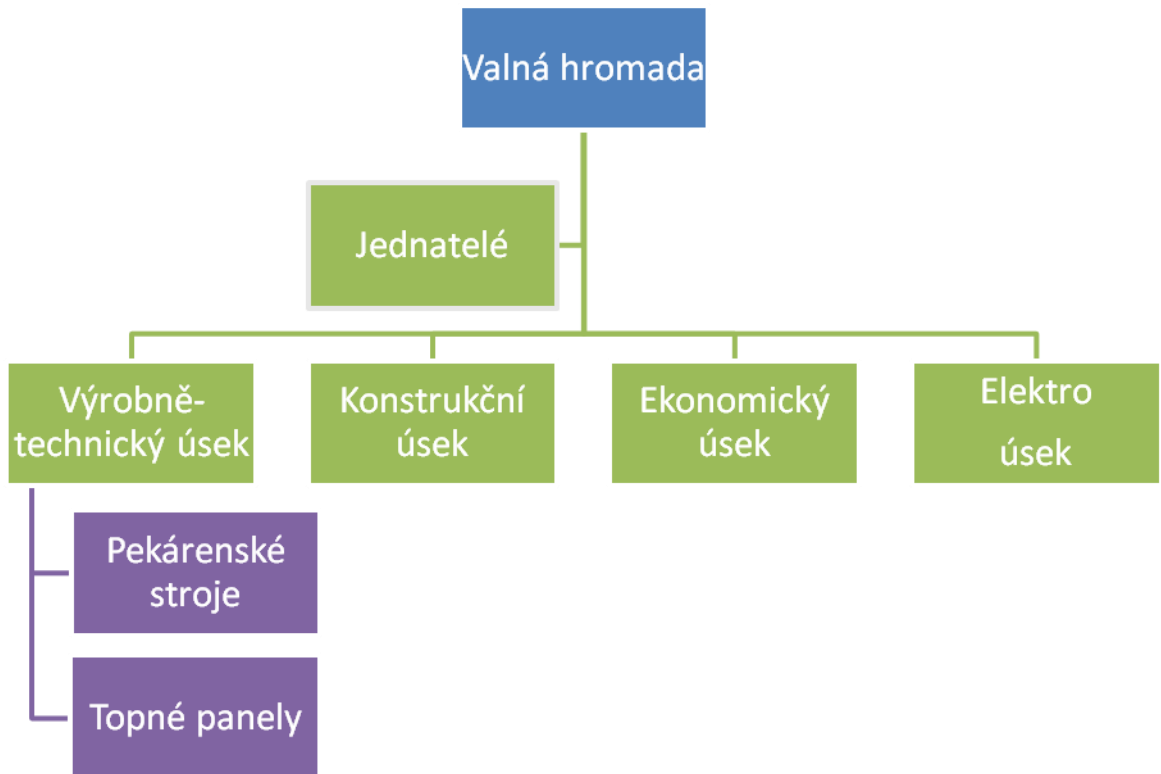 Valná hromada
Jednatelé
Výrobně-
technický úsek
Konstrukční
úsek
Ekonomický
úsek
Elektro
úsek
Pekárenské
stroje
Topné panely